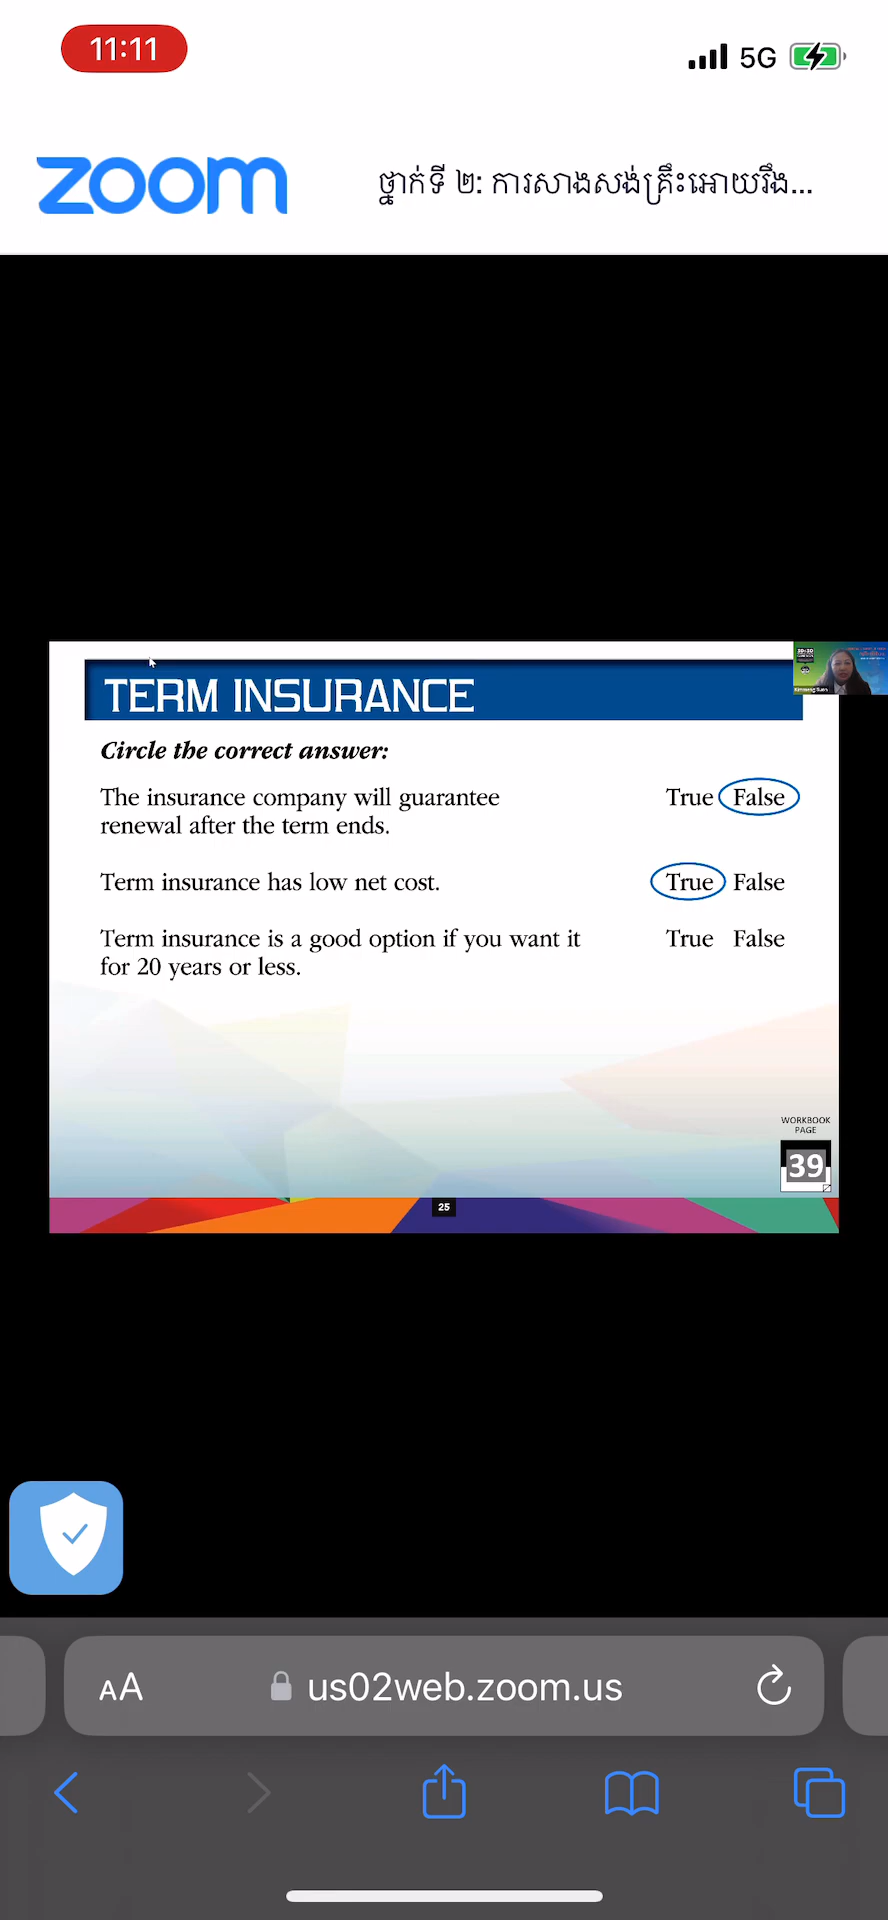 11:11
5G
zoom
ថ្នាក់ទី ២: ការសាងសង់គ្រឹះអោយរឹង...
TERM INSURANCE
Circle the correct answer:
The insurance company will guarantee True False
renewal after the term ends.
Term insurance has low net cost. True False
Term insurance is a good option if you want it True False
for 20 years or less.
WORKBOOK
PAGE
39
25
AA us02web.zoom.us